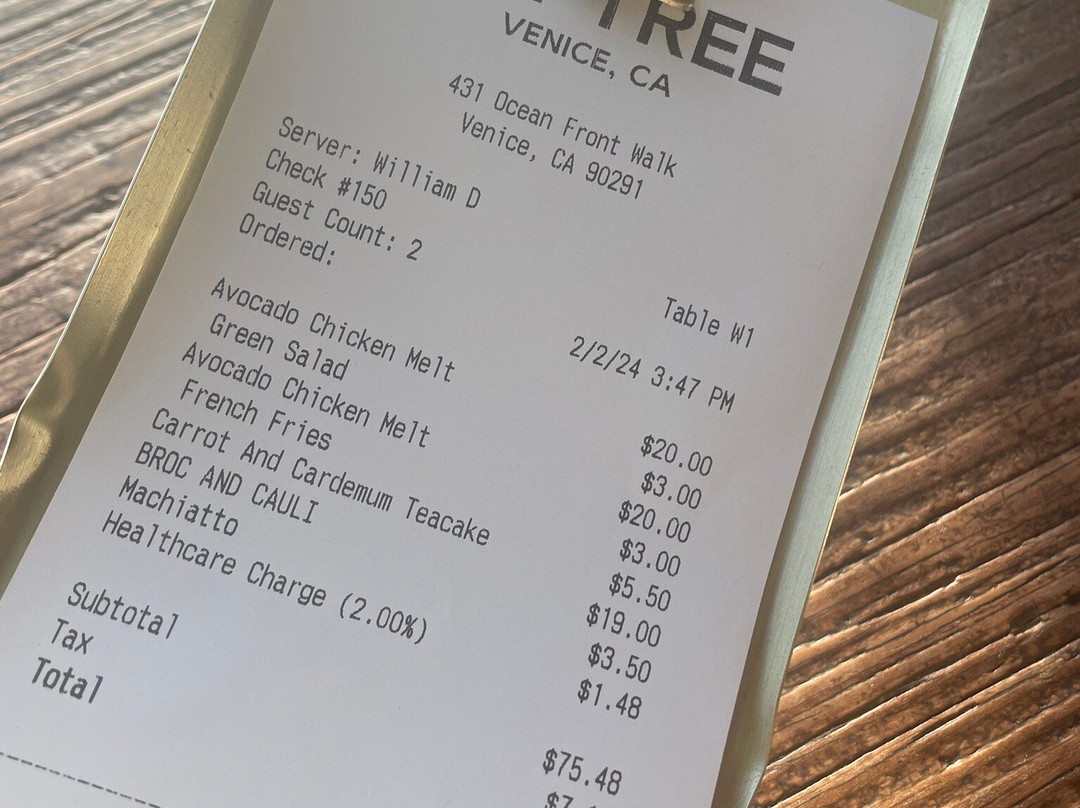 TREE
VENICE, CA
431 Ocean Front Walk
Venice, CA 90291
Server: William D
Check #150
Guest Count: 2
Ordered:
Table W1
2/2/24 3:47 PM
Avocado Chicken Melt $20.00
Green Salad $3.00
Avocado Chicken Melt $20.00
French Fries $3.00
Carrot And Cardemum Teacake $5.50
BROC AND CAULI $19.00
Machiatto $3.50
Healthcare Charge (2.00%) $1.48
Subtotal $75.48
Tax
Total